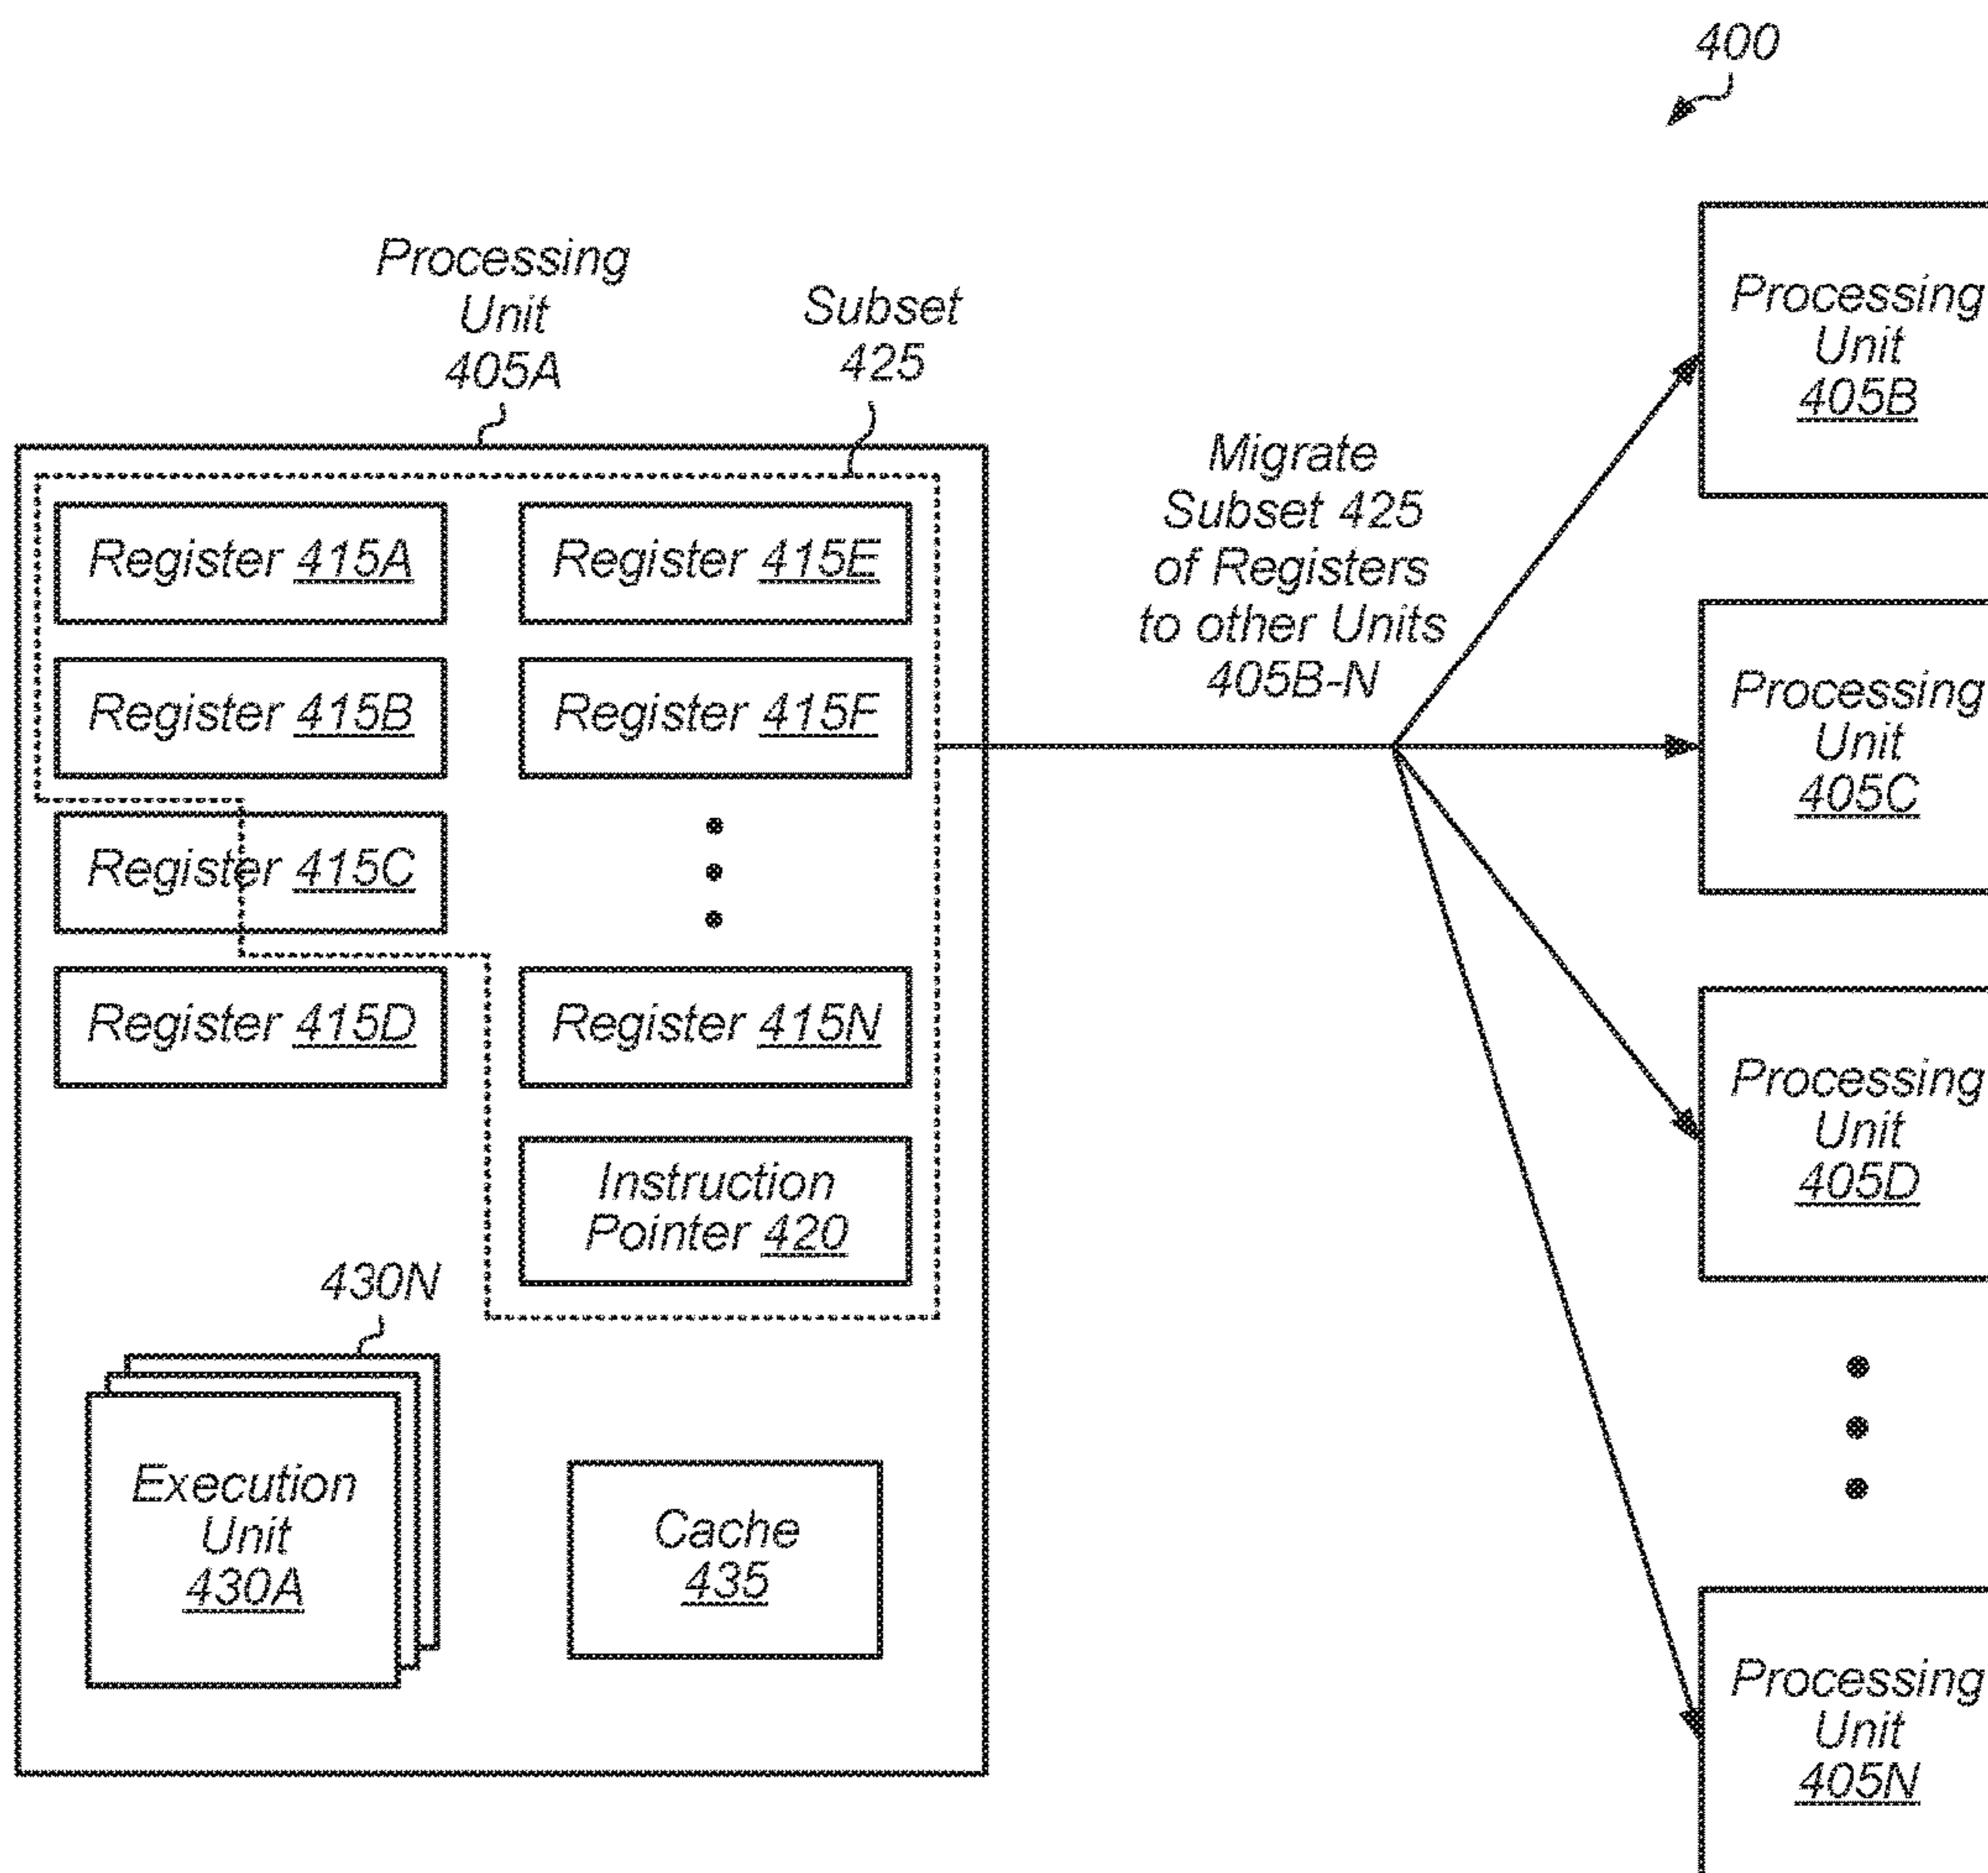 400
Processing
Unit
405A
Subset
425
Register 415A
Register 415E
Register 415B
Register 415F
Register 415C
Register 415D
Register 415N
Instruction
Pointer 420
430N
Execution
Unit
430A
Cache
435
Migrate
Subset 425
of Registers
to other Units
405B-N
Processing
Unit
405B
Processing
Unit
405C
Processing
Unit
405D
Processing
Unit
405N